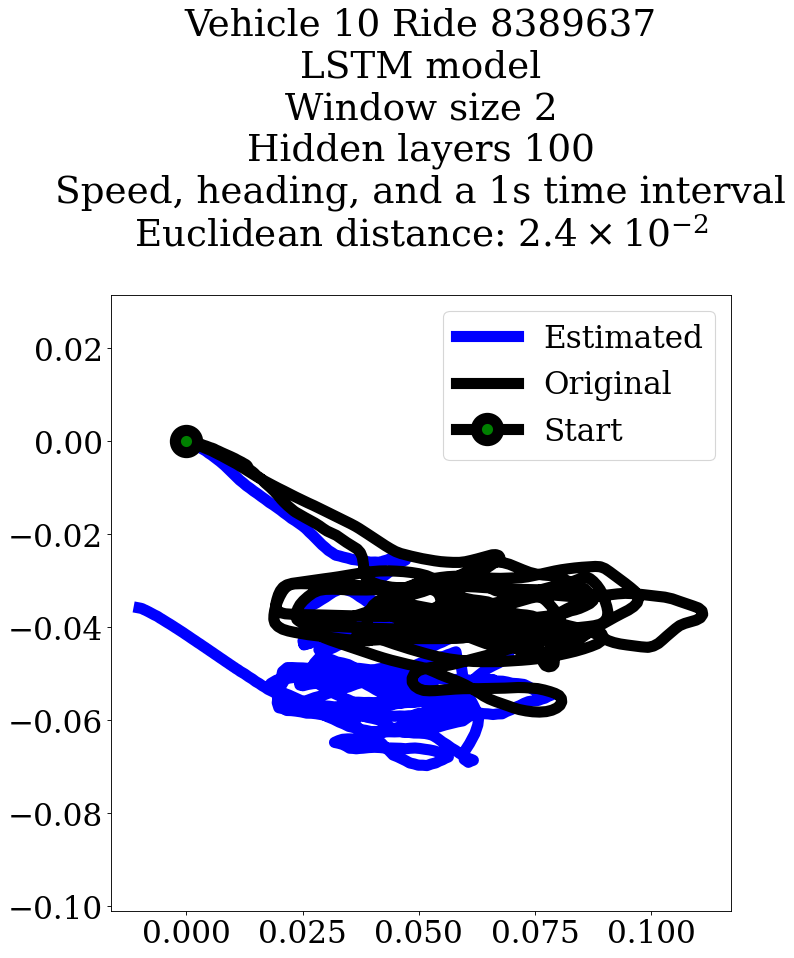 Vehicle 10 Ride 8389637
LSTM model
Window size 2
Hidden layers 100
Speed, heading, and a 1s time interval
Euclidean distance: 2.4 × 10⁻²
Estimated
Original
Start
0.02
0.00
−0.02
−0.04
−0.06
−0.08
−0.10
0.000 0.025 0.050 0.075 0.100